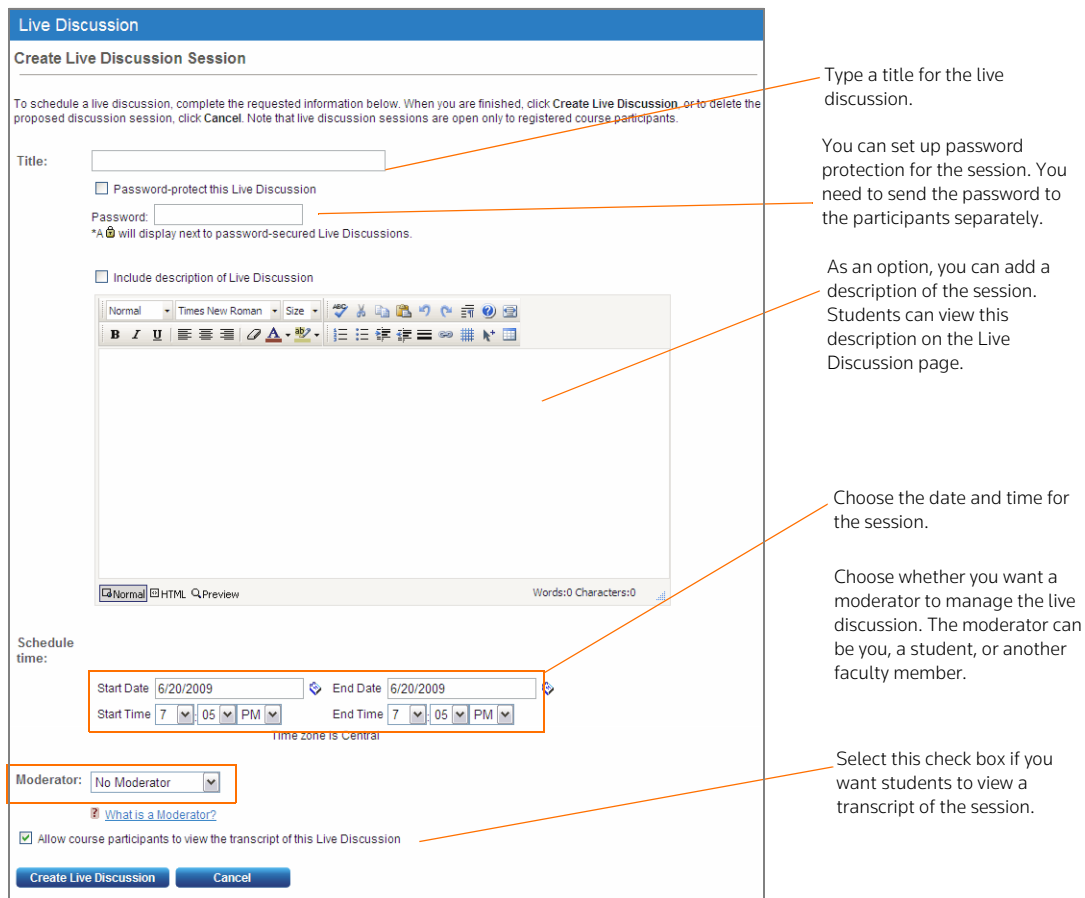 Live Discussion
Create Live Discussion Session
To schedule a live discussion, complete the requested information below. When you are finished, click Create Live Discussion, or to delete the
proposed discussion session, click Cancel. Note that live discussion sessions are open only to registered course participants.
Title:
Password-protect this Live Discussion
Password:
*A will display next to password-secured Live Discussions.
Include description of Live Discussion
Normal Times New Roman Size ABC
B I U A ab
Normal HTML Preview Words:0 Characters:0
Schedule
time:
Start Date 6/20/2009 End Date 6/20/2009
Start Time 7 : 05 PM End Time 7 : 05 PM
Time zone is Central
Moderator: No Moderator
? What is a Moderator?
Allow course participants to view the transcript of this Live Discussion
Create Live Discussion Cancel
Type a title for the live
discussion.
You can set up password
protection for the session. You
need to send the password to
the participants separately.
As an option, you can add a
description of the session.
Students can view this
description on the Live
Discussion page.
Choose the date and time for
the session.
Choose whether you want a
moderator to manage the live
discussion. The moderator can
be you, a student, or another
faculty member.
Select this check box if you
want students to view a
transcript of the session.